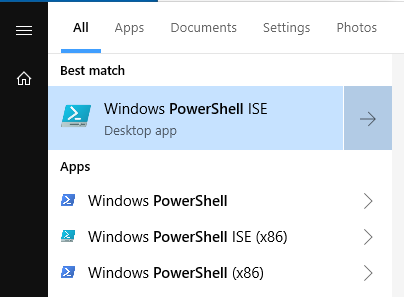 All Apps Documents Settings Photos
Best match
Windows PowerShell ISE
Desktop app
Apps
Windows PowerShell
Windows PowerShell ISE (x86)
Windows PowerShell (x86)